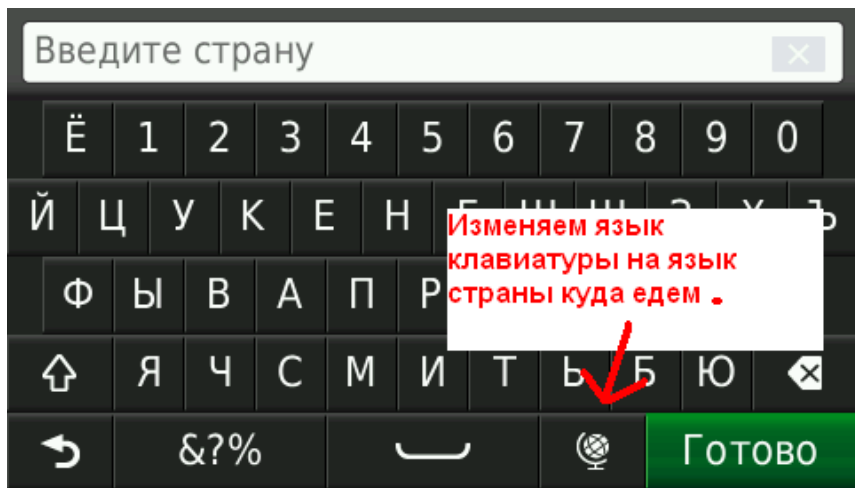 Введите страну
Ё 1 2 3 4 5 6 7 8 9 0
Й Ц У К Е Н Г Ш Щ З Х Ъ
Ф Ы В А П Р
Изменяем язык
клавиатуры на язык
страны куда едем .
Я Ч С М И Т Ь Б Ю
&?% Готово